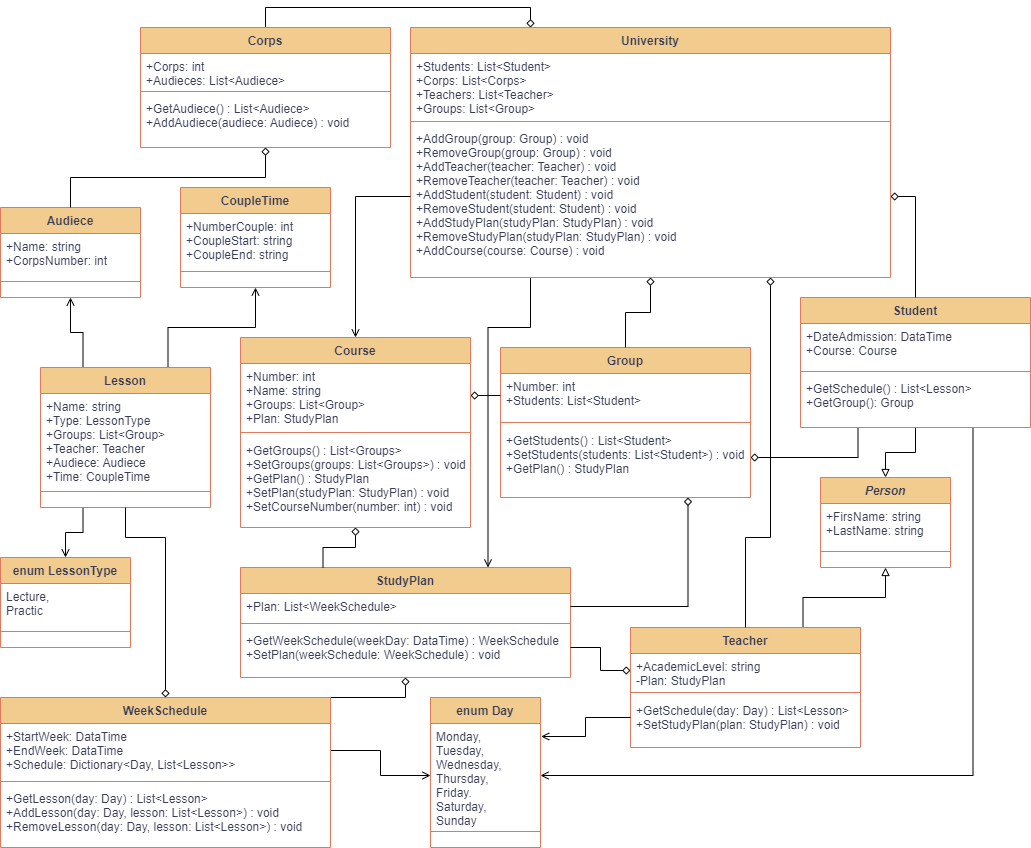 Corps
+Corps: int
+Audieces: List<Audiece>
+GetAudiece() : List<Audiece>
+AddAudiece(audiece: Audiece) : void
University
+Students: List<Student>
+Corps: List<Corps>
+Teachers: List<Teacher>
+Groups: List<Group>
+AddGroup(group: Group) : void
+RemoveGroup(group: Group) : void
+AddTeacher(teacher: Teacher) : void
+RemoveTeacher(teacher: Teacher) : void
+AddStudent(student: Student) : void
+RemoveStudent(student: Student) : void
+AddStudyPlan(studyPlan: StudyPlan) : void
+RemoveStudyPlan(studyPlan: StudyPlan) : void
+AddCourse(course: Course) : void
Audiece
+Name: string
+CorpsNumber: int
CoupleTime
+NumberCouple: int
+CoupleStart: string
+CoupleEnd: string
Student
+DateAdmission: DataTime
+Course: Course
+GetSchedule() : List<Lesson>
+GetGroup(): Group
Course
+Number: int
+Name: string
+Groups: List<Group>
+Plan: StudyPlan
+GetGroups() : List<Groups>
+SetGroups(groups: List<Groups>) : void
+GetPlan() : StudyPlan
+SetPlan(studyPlan: StudyPlan) : void
+SetCourseNumber(number: int) : void
Group
+Number: int
+Students: List<Student>
+GetStudents() : List<Student>
+SetStudents(students: List<Student>) : void
+GetPlan() : StudyPlan
Lesson
+Name: string
+Type: LessonType
+Groups: List<Group>
+Teacher: Teacher
+Audiece: Audiece
+Time: CoupleTime
Person
+FirsName: string
+LastName: string
enum LessonType
Lecture,
Practic
StudyPlan
+Plan: List<WeekSchedule>
+GetWeekSchedule(weekDay: DataTime) : WeekSchedule
+SetPlan(weekSchedule: WeekSchedule) : void
Teacher
+AcademicLevel: string
-Plan: StudyPlan
+GetSchedule(day: Day) : List<Lesson>
+SetStudyPlan(plan: StudyPlan) : void
WeekSchedule
+StartWeek: DataTime
+EndWeek: DataTime
+Schedule: Dictionary<Day, List<Lesson>>
+GetLesson(day: Day) : List<Lesson>
+AddLesson(day: Day, lesson: List<Lesson>) : void
+RemoveLesson(day: Day, lesson: List<Lesson>) : void
enum Day
Monday,
Tuesday,
Wednesday,
Thursday,
Friday.
Saturday,
Sunday